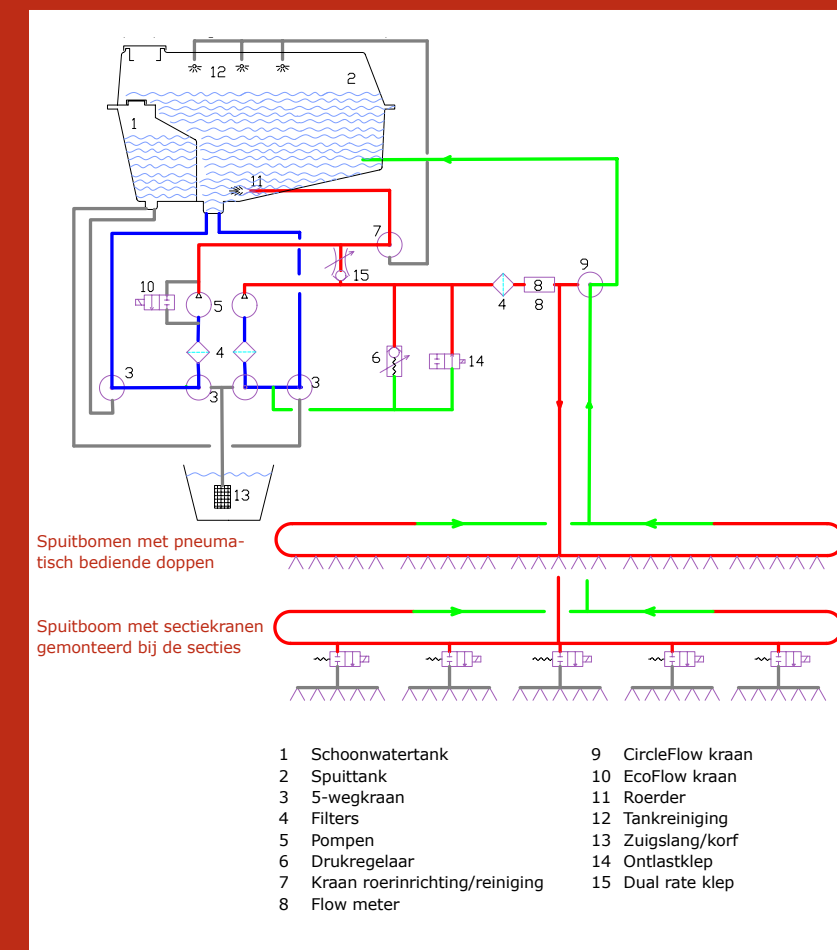 12
2
1
11
7
9
15
10
8
5
4
8
4
6
14
3
3
3
13
Spuitbomen met pneuma-
tisch bediende doppen
Spuitboom met sectiekranen
gemonteerd bij de secties
1 Schoonwatertank
2 Spuittank
3 5-wegkraan
4 Filters
5 Pompen
6 Drukregelaar
7 Kraan roerinrichting/reiniging
8 Flow meter
9 CircleFlow kraan
10 EcoFlow kraan
11 Roerder
12 Tankreiniging
13 Zuigslang/korf
14 Ontlastklep
15 Dual rate klep